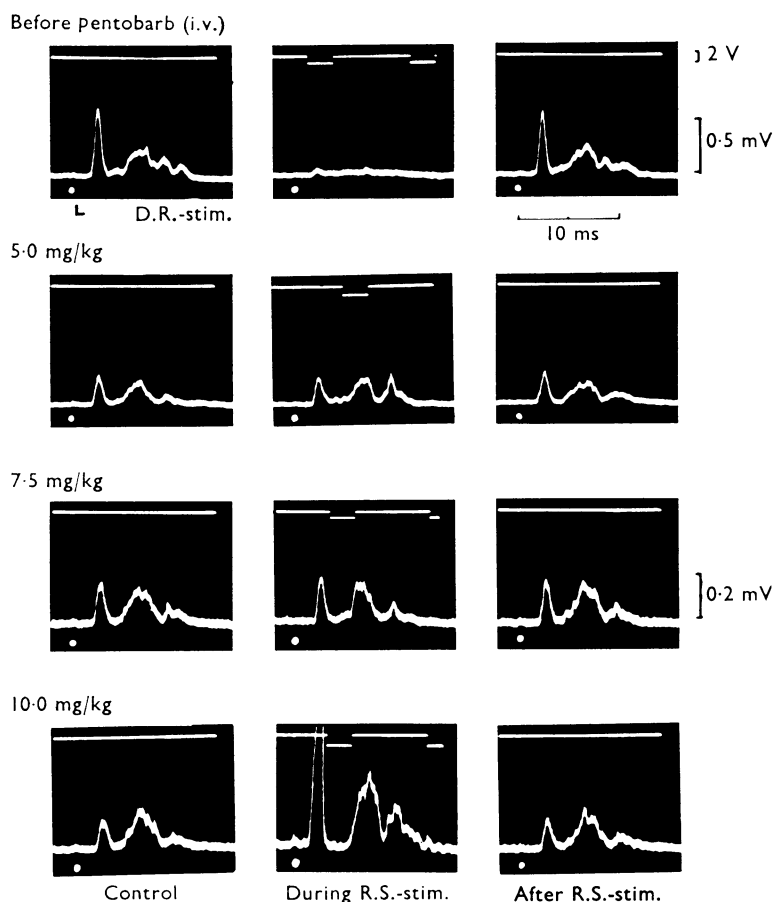 Before pentobarb (i.v.)
2 V
0·5 mV
D.R.-stim.
10 ms
5·0 mg/kg
7·5 mg/kg
0·2 mV
10·0 mg/kg
Control
During R.S.-stim.
After R.S.-stim.